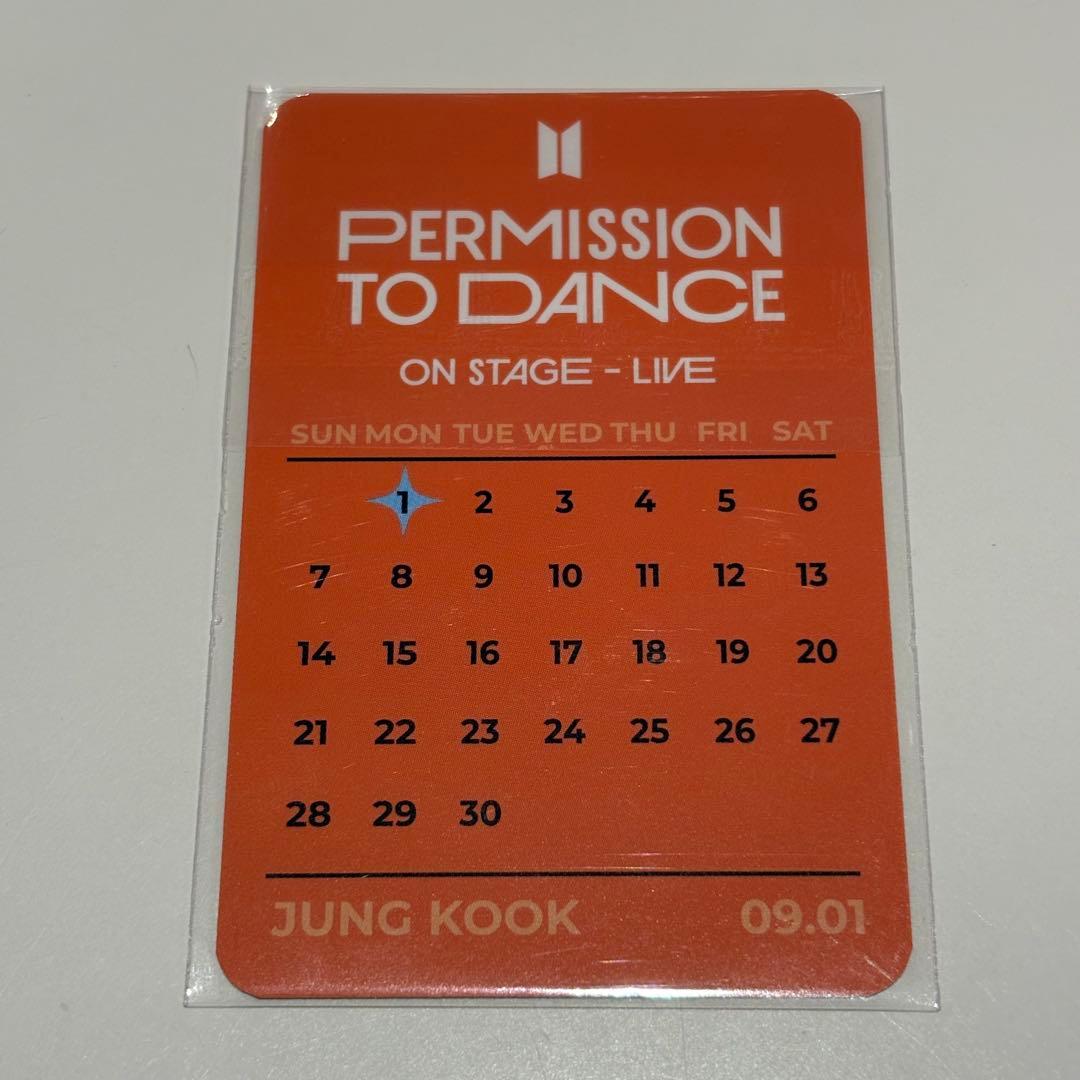 PERMISSION
TO DANCE
ON STAGE - LIVE
SUN MON TUE WED THU FRI SAT
1 2 3 4 5 6
7 8 9 10 11 12 13
14 15 16 17 18 19 20
21 22 23 24 25 26 27
28 29 30
JUNG KOOK 09.01